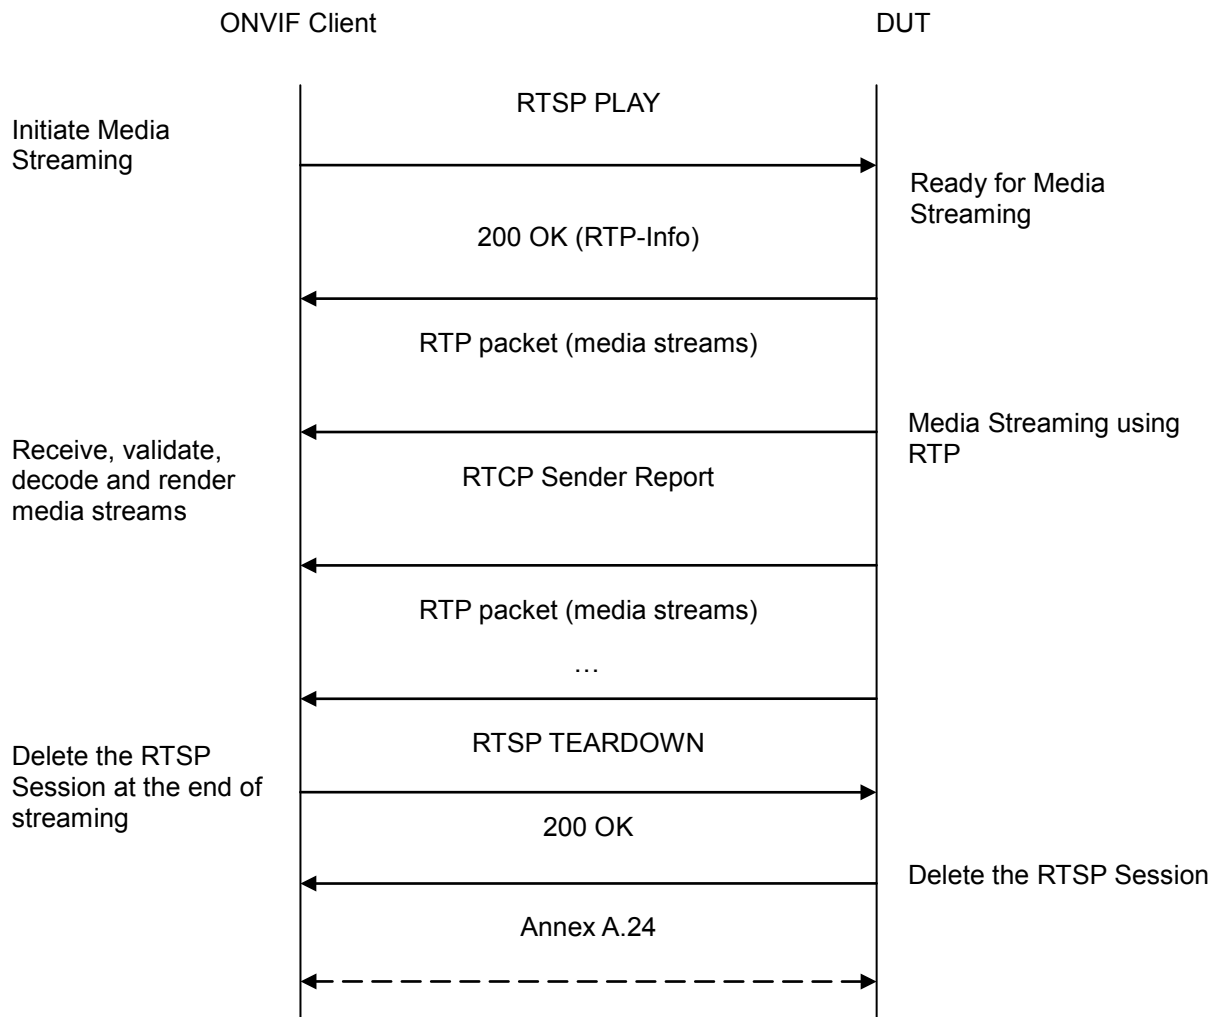 ONVIF Client
DUT
RTSP PLAY
Initiate Media
Streaming
Ready for Media
Streaming
200 OK (RTP-Info)
RTP packet (media streams)
Media Streaming using
RTP
Receive, validate,
decode and render
media streams
RTCP Sender Report
RTP packet (media streams)
…
RTSP TEARDOWN
Delete the RTSP
Session at the end of
streaming
200 OK
Delete the RTSP Session
Annex A.24